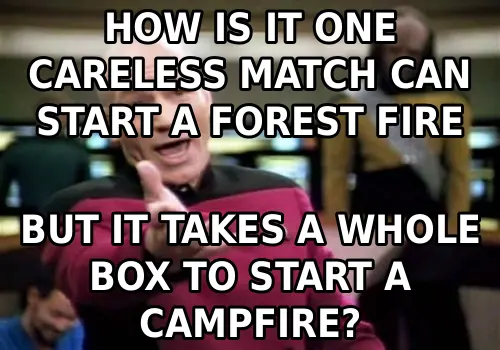 HOW IS IT ONE
CARELESS MATCH CAN
START A FOREST FIRE
BUT IT TAKES A WHOLE
BOX TO START A
CAMPFIRE?